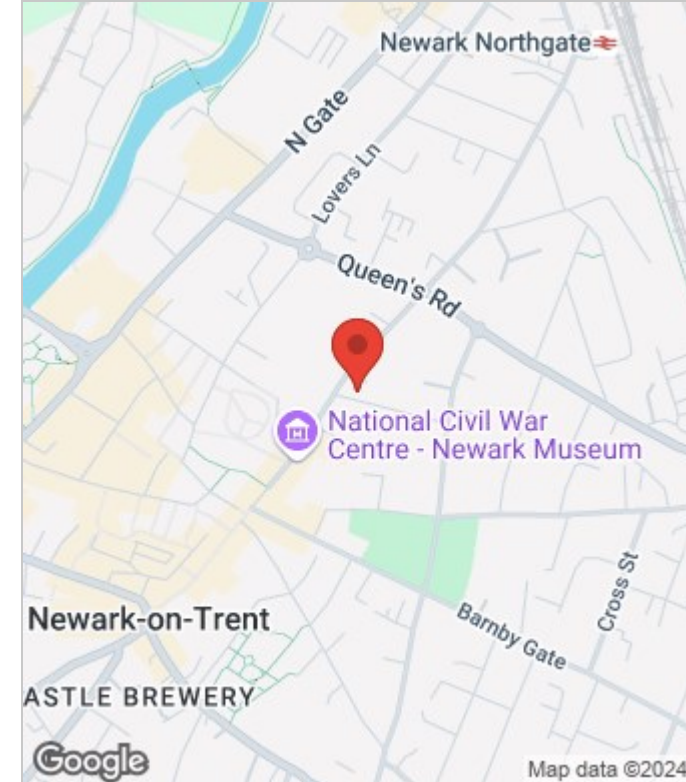 Newark Northgate
N Gate
Lovers Ln
Queen's Rd
National Civil War
Centre - Newark Museum
Cross St
Newark-on-Trent
Barnby Gate
ASTLE BREWERY
Google
Map data ©2024